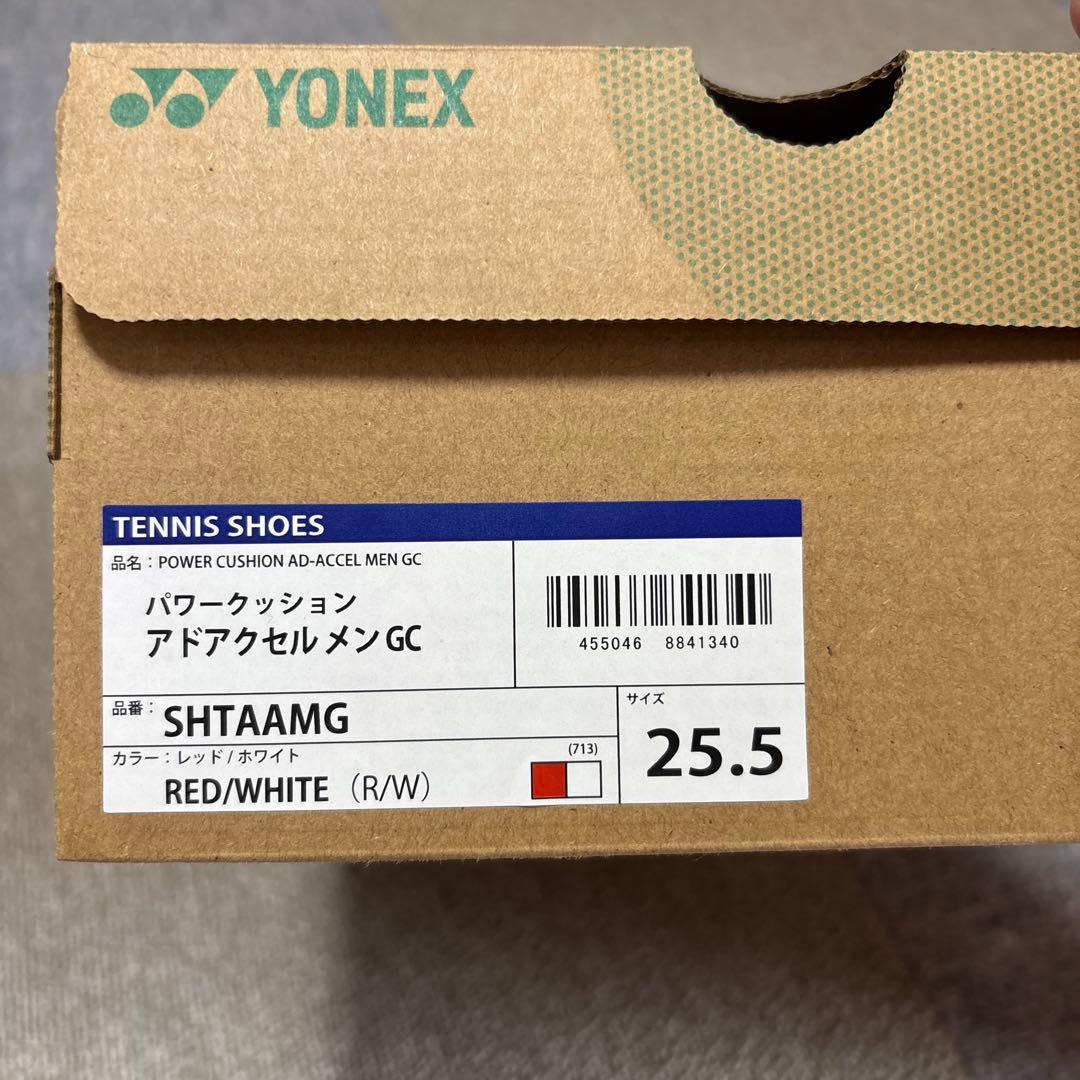 YONEX
TENNIS SHOES
品名：POWER CUSHION AD-ACCEL MEN GC
パワークッション
アドアクセル メン GC
455046 8841340
品番：
SHTAAMG
カラー：レッド / ホワイト
RED/WHITE （R/W）
(713)
サイズ
25.5